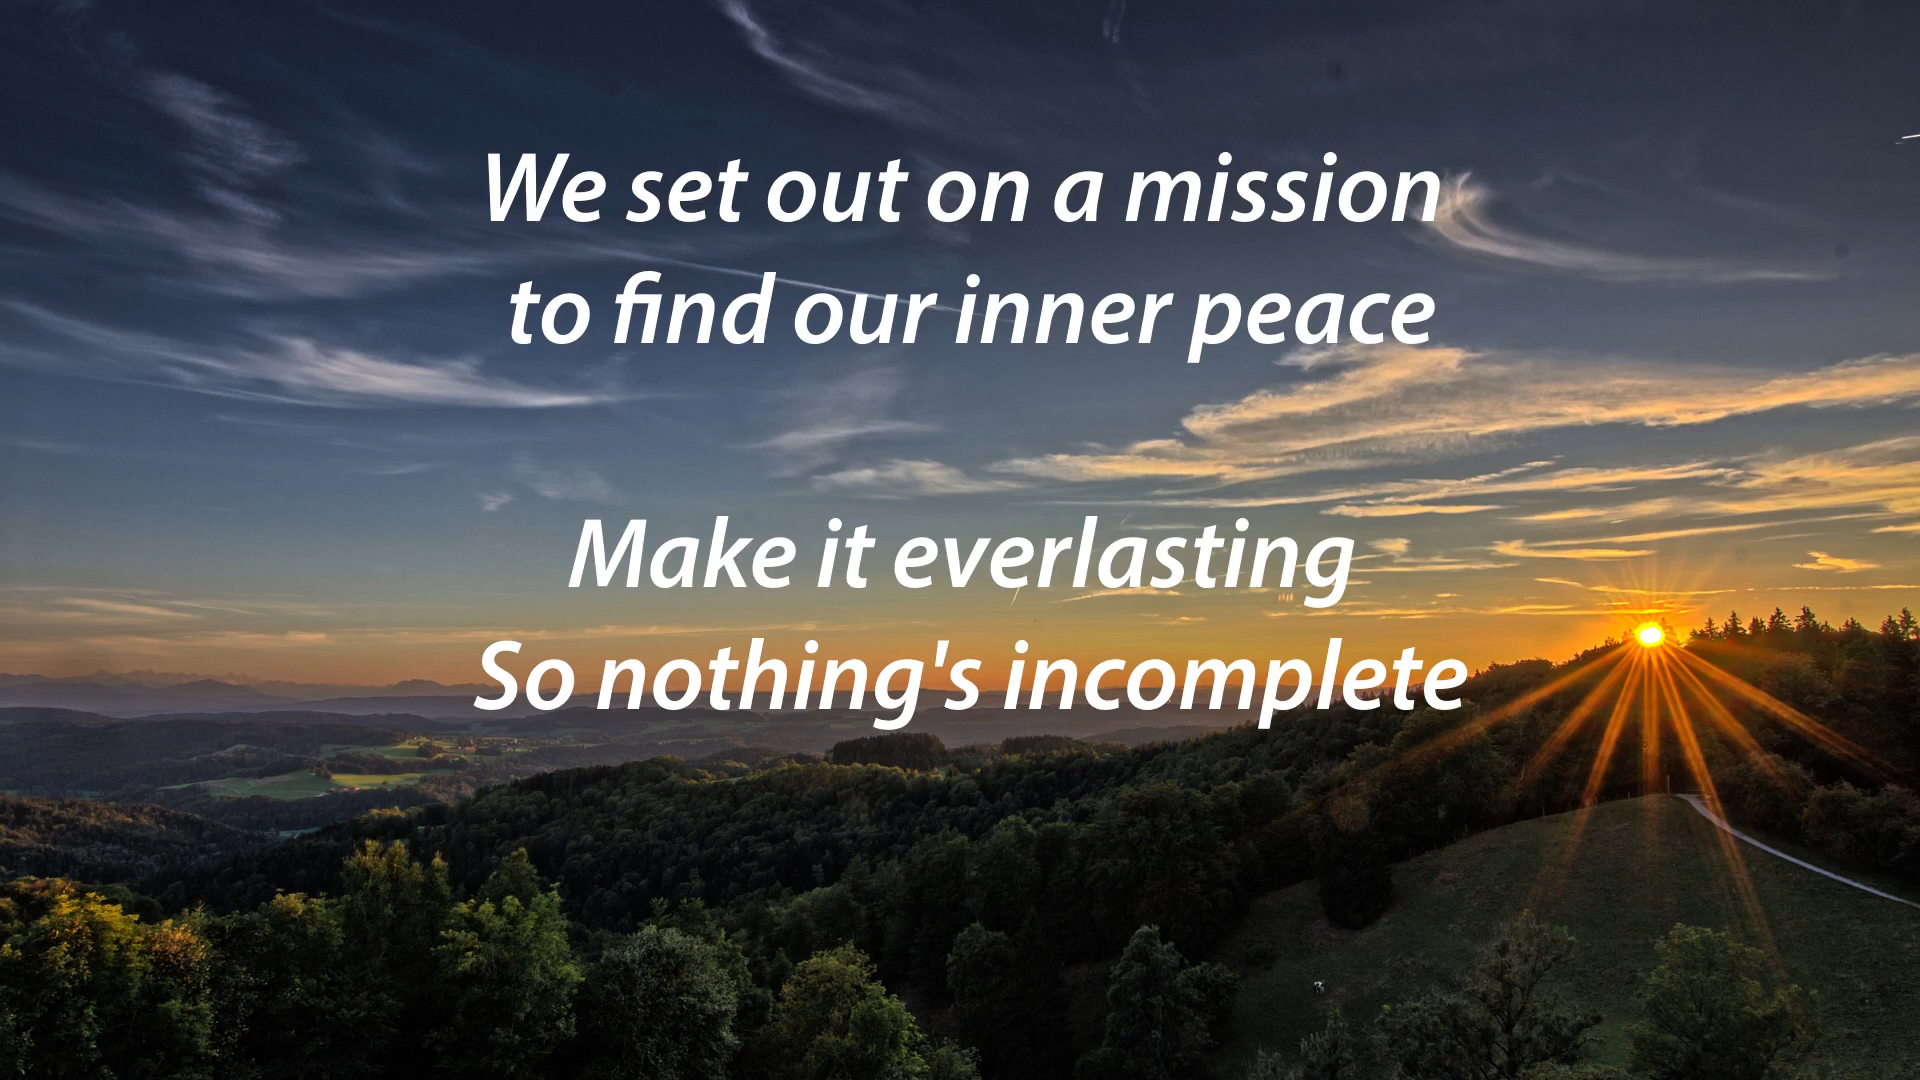 We set out on a mission
to find our inner peace
Make it everlasting
So nothing's incomplete